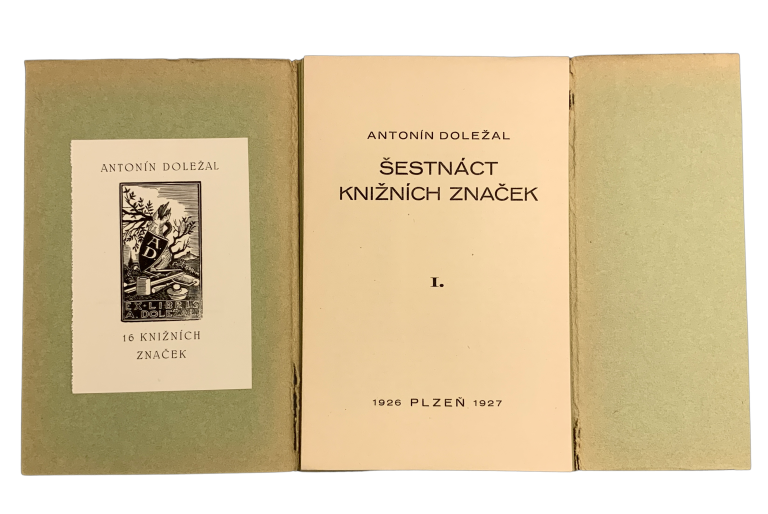 ANTONÍN DOLEŽAL
A.D.
EX·LIBRIS
A. DOLEŽAL
16 KNIŽNÍCH
ZNAČEK
ANTONÍN DOLEŽAL
ŠESTNÁCT
KNIŽNÍCH ZNAČEK
I.
1926 PLZEŇ 1927